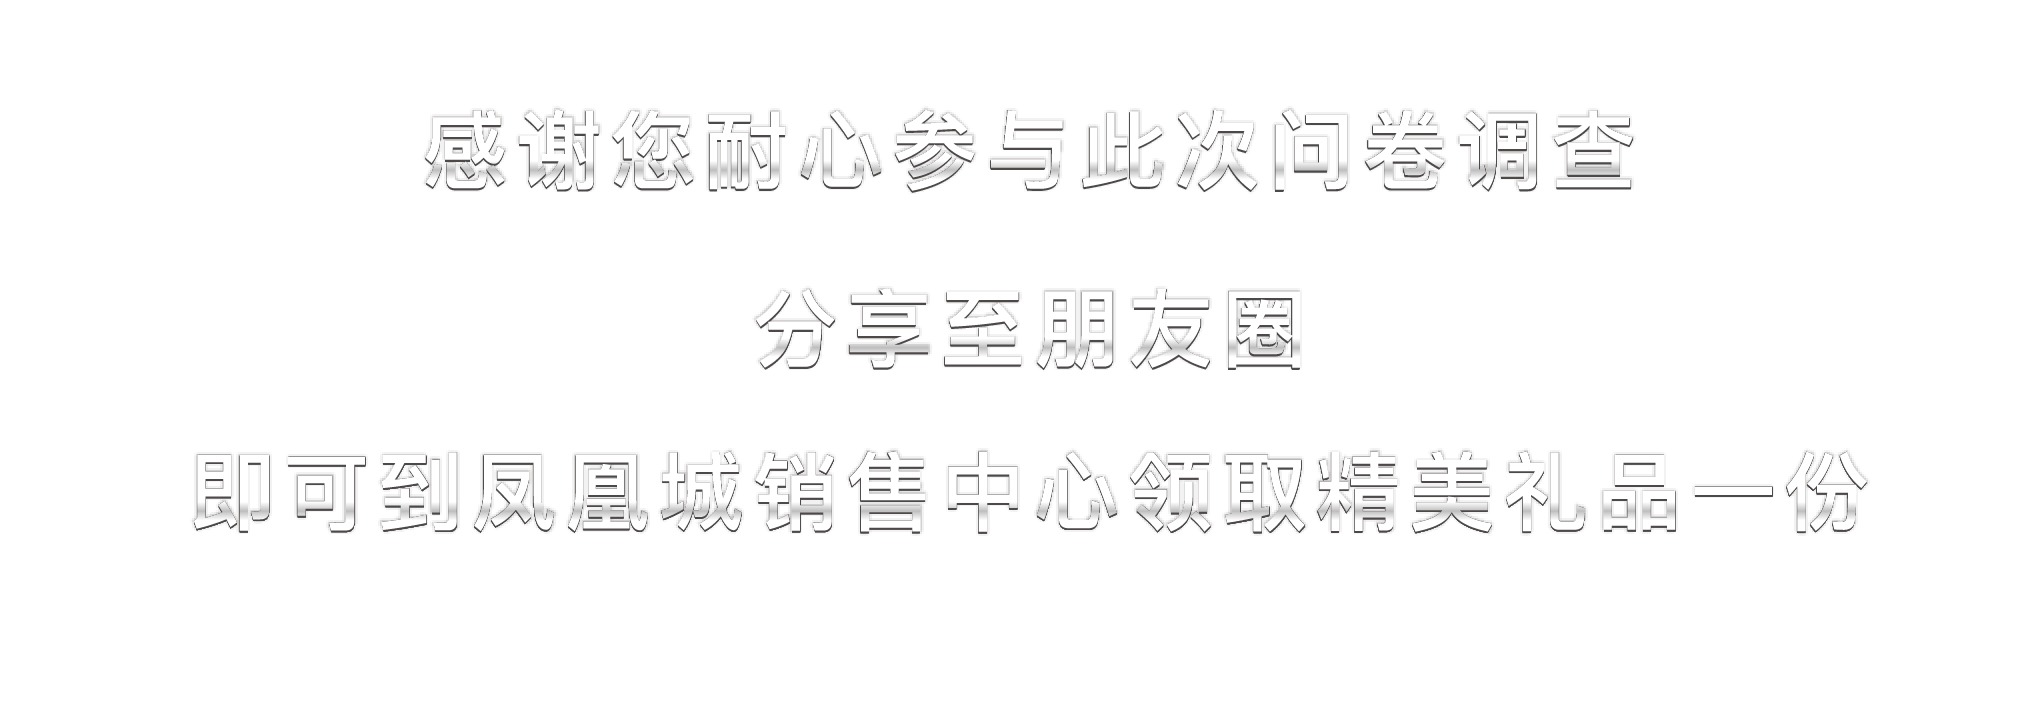 感谢您耐心参与此次问卷调查
分享至朋友圈
即可到凤凰城销售中心领取精美礼品一份